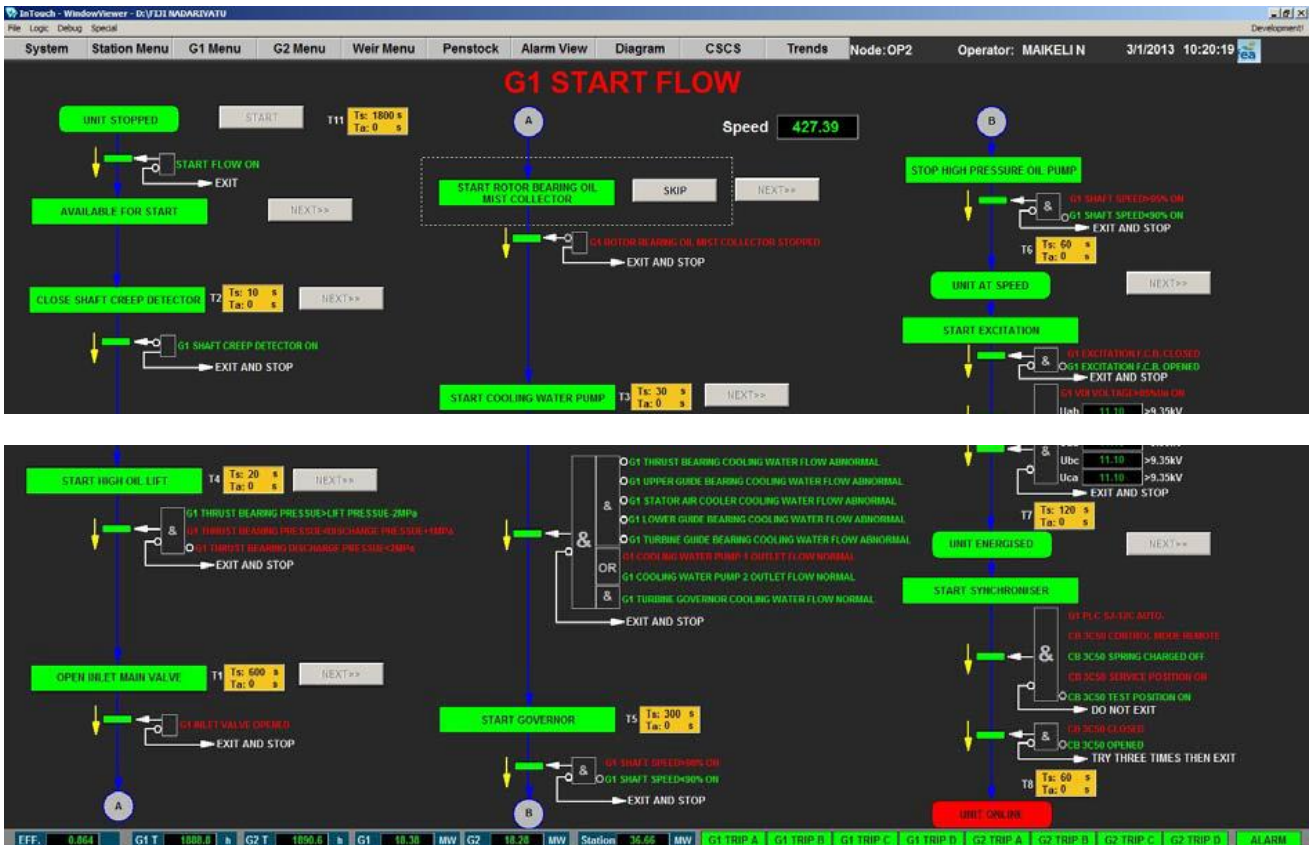 InTouch - WindowViewer - D:\FIJI NADARIVATU
File Logic Debug Special
Development!
System Station Menu G1 Menu G2 Menu Weir Menu Penstock Alarm View Diagram CSCS Trends Node:OP2 Operator: MAIKELI N 3/1/2013 10:20:19
G1 START FLOW
UNIT STOPPED
START
T11 Ts: 1800 s
Ta: 0 s
START FLOW ON
EXIT
AVAILABLE FOR START
NEXT>>
CLOSE SHAFT CREEP DETECTOR
T2 Ts: 10 s
Ta: 0 s
NEXT>>
G1 SHAFT CREEP DETECTOR ON
EXIT AND STOP
A
Speed 427.39
START ROTOR BEARING OIL
MIST COLLECTOR
SKIP
NEXT>>
G1 ROTOR BEARING OIL MIST COLLECTOR STOPPED
EXIT AND STOP
START COOLING WATER PUMP
T3 Ts: 30 s
Ta: 0 s
NEXT>>
B
STOP HIGH PRESSURE OIL PUMP
G1 SHAFT SPEED>95% ON
&
G1 SHAFT SPEED<90% ON
EXIT AND STOP
T6 Ts: 60 s
Ta: 0 s
UNIT AT SPEED
NEXT>>
START EXCITATION
G1 EXCITATION F.C.B. CLOSED
&
G1 EXCITATION F.C.B. OPENED
EXIT AND STOP
Uab 11.10 >9.35kV
START HIGH OIL LIFT
T4 Ts: 20 s
Ta: 0 s
NEXT>>
G1 THRUST BEARING PRESSUE>LIFT PRESSUE-2MPa
&
G1 THRUST BEARING PRESSUE>DISCHARGE PRESSUE+1MPa
G1 THRUST BEARING DISCHARGE PRESSUE<2MPa
EXIT AND STOP
OPEN INLET MAIN VALVE
T1 Ts: 600 s
Ta: 0 s
NEXT>>
G1 INLET VALVE OPENED
EXIT AND STOP
A
G1 THRUST BEARING COOLING WATER FLOW ABNORMAL
G1 UPPER GUIDE BEARING COOLING WATER FLOW ABNORMAL
&
G1 STATOR AIR COOLER COOLING WATER FLOW ABNORMAL
G1 LOWER GUIDE BEARING COOLING WATER FLOW ABNORMAL
&
G1 TURBINE GUIDE BEARING COOLING WATER FLOW ABNORMAL
G1 COOLING WATER PUMP 1 OUTLET FLOW NORMAL
OR
G1 COOLING WATER PUMP 2 OUTLET FLOW NORMAL
&
G1 TURBINE GOVERNOR COOLING WATER FLOW NORMAL
EXIT AND STOP
START GOVERNOR
T5 Ts: 300 s
Ta: 0 s
&
G1 SHAFT SPEED<90% ON
EXIT AND STOP
B
&
Ubc 11.10 >9.35kV
Uca 11.10 >9.35kV
EXIT AND STOP
T7 Ts: 120 s
Ta: 0 s
UNIT ENERGISED
NEXT>>
START SYNCHRONISER
G1 PLC SJ-12C AUTO.
CB 3C50 CONTROL MODE REMOTE
&
CB 3C50 SPRING CHARGED OFF
CB 3C50 SERVICE POSITION ON
CB 3C50 TEST POSITION ON
DO NOT EXIT
CB 3C50 CLOSED
&
CB 3C50 OPENED
TRY THREE TIMES THEN EXIT
T8 Ts: 60 s
Ta: 0 s
UNIT ONLINE
EFF. 0.864 G1 T 1888.8 h G2 T 1890.6 h G1 18.38 MW G2 18.28 MW Station 36.66 MW G1 TRIP A G1 TRIP B G1 TRIP C G1 TRIP D G2 TRIP A G2 TRIP B G2 TRIP C G2 TRIP D ALARM